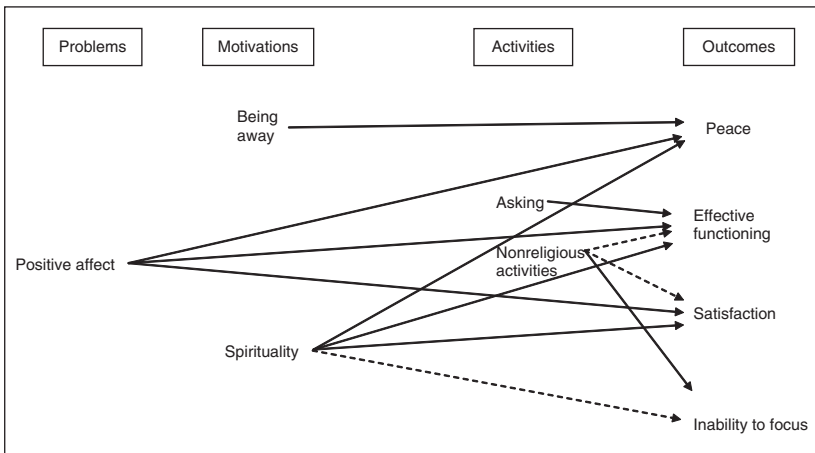 Problems
Motivations
Activities
Outcomes
Being
away
Peace
Asking
Effective
functioning
Nonreligious
activities
Positive affect
Satisfaction
Spirituality
Inability to focus